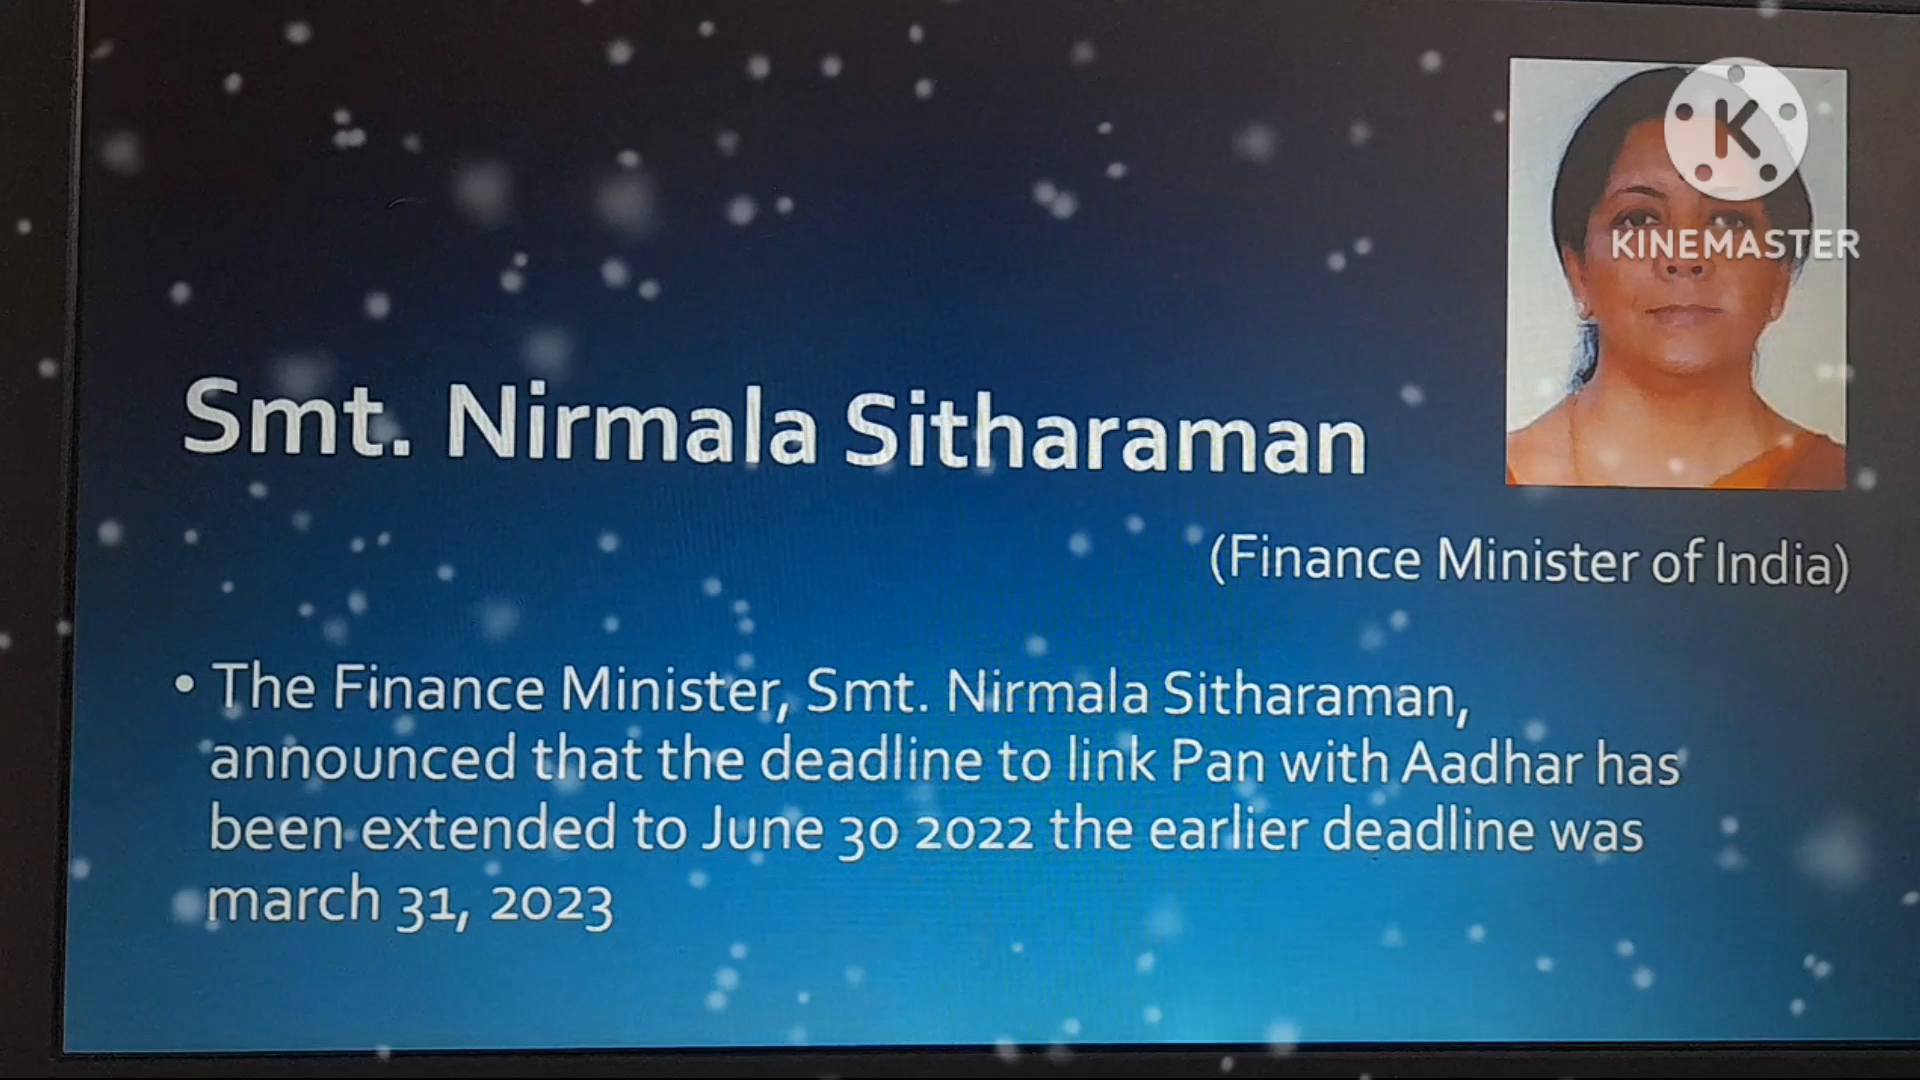 K
KINEMASTER
Smt. Nirmala Sitharaman
(Finance Minister of India)
• The Finance Minister, Smt. Nirmala Sitharaman,
announced that the deadline to link Pan with Aadhar has
been extended to June 30 2022 the earlier deadline was
march 31, 2023